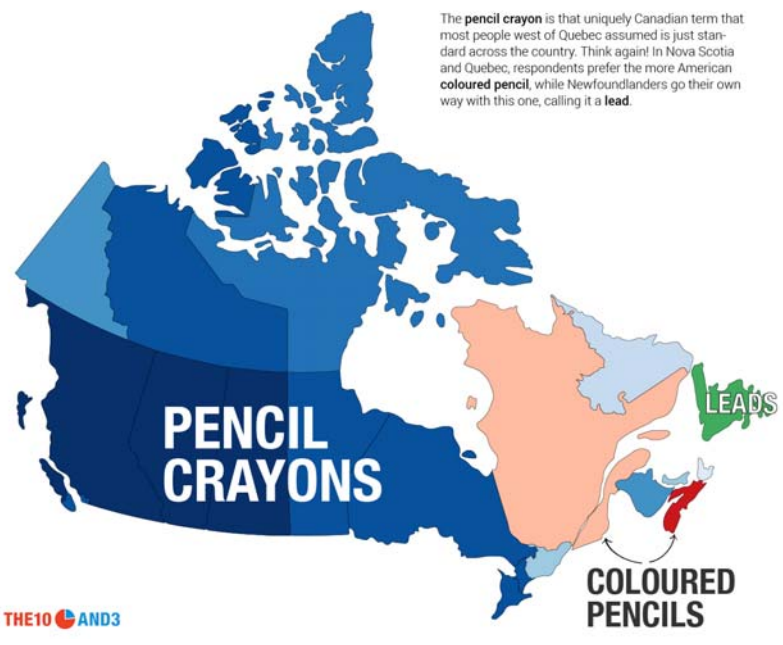 The pencil crayon is that uniquely Canadian term that
most people west of Quebec assumed is just stan-
dard across the country. Think again! In Nova Scotia
and Quebec, respondents prefer the more American
coloured pencil, while Newfoundlanders go their own
way with this one, calling it a lead.
LEADS
PENCIL
CRAYONS
COLOURED
PENCILS
THE10 AND3